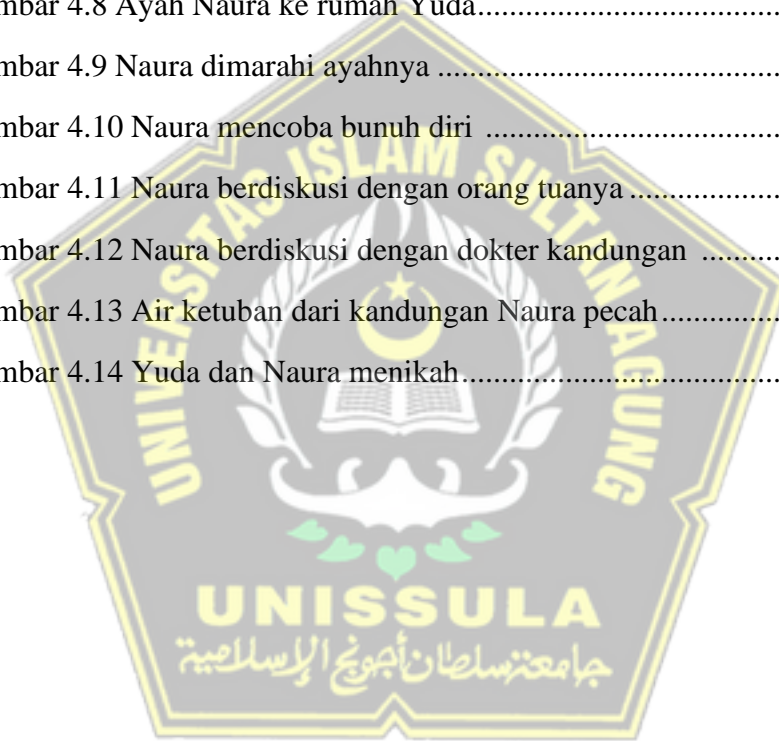 mbar 4.8 Ayah Naura ke rumah Yuda.....................................
mbar 4.9 Naura dimarahi ayahnya ..........................................
mbar 4.10 Naura mencoba bunuh diri ....................................
mbar 4.11 Naura berdiskusi dengan orang tuanya ..................
mbar 4.12 Naura berdiskusi dengan dokter kandungan ..........
mbar 4.13 Air ketuban dari kandungan Naura pecah..............
mbar 4.14 Yuda dan Naura menikah.......................................
UNIVERSITAS ISLAM SULTAN AGUNG
UNISSULA
جامعة سلطان أجونج الإسلامية